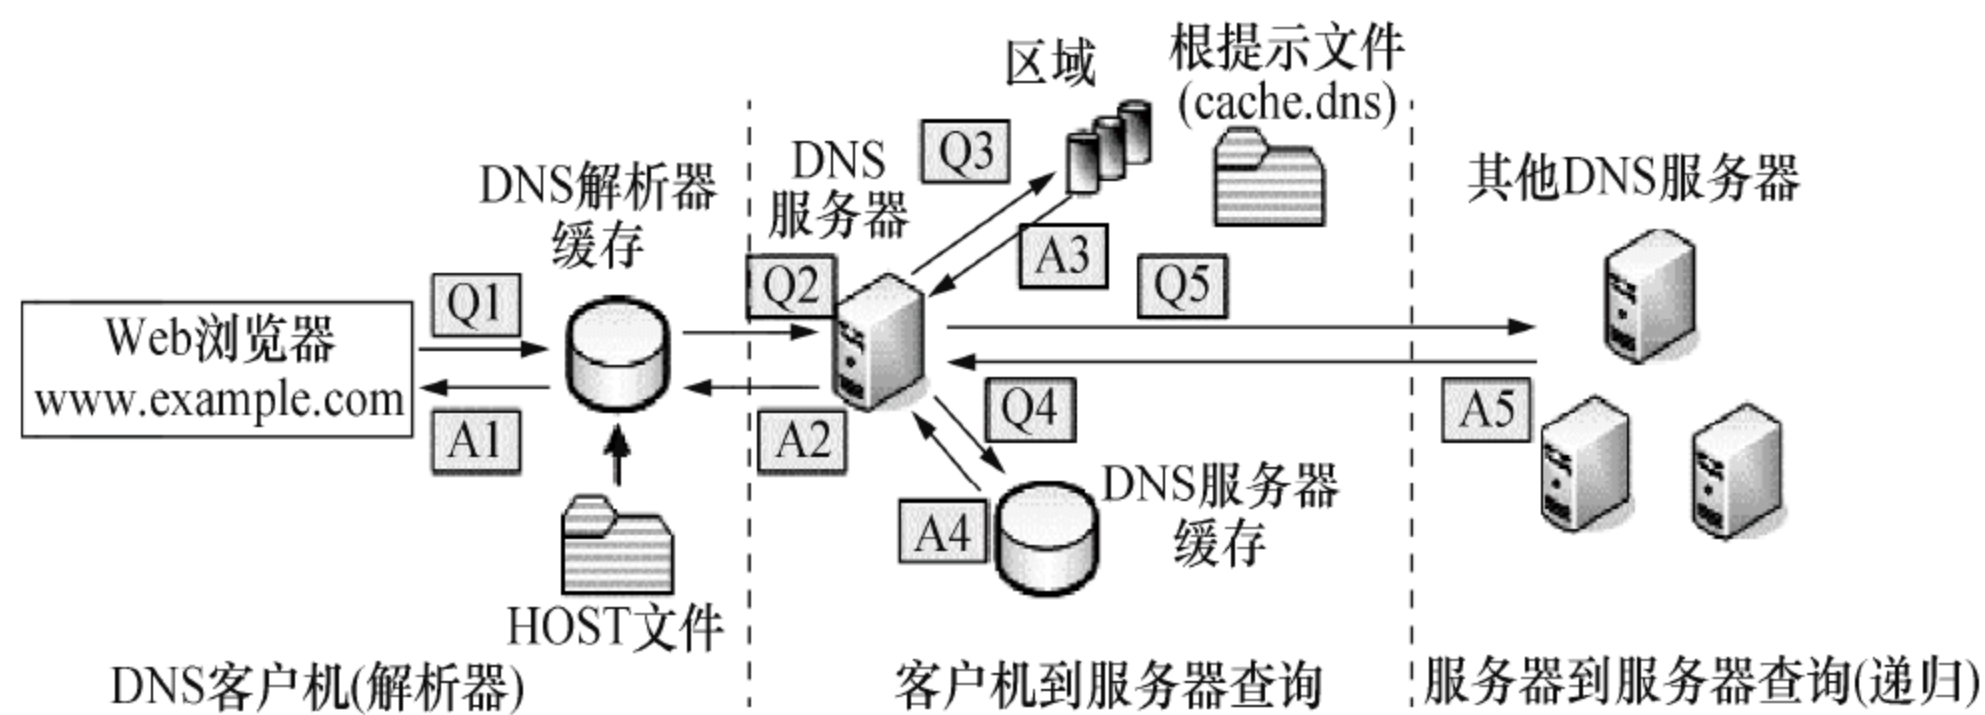 区域
根提示文件
(cache.dns)
Q3
DNS
服务器
DNS解析器
缓存
其他DNS服务器
A3
Q2
Q5
Q1
Web浏览器
www.example.com
A1
A2
Q4
A5
A4
DNS服务器
缓存
HOST文件
DNS客户机(解析器)
客户机到服务器查询
服务器到服务器查询(递归)